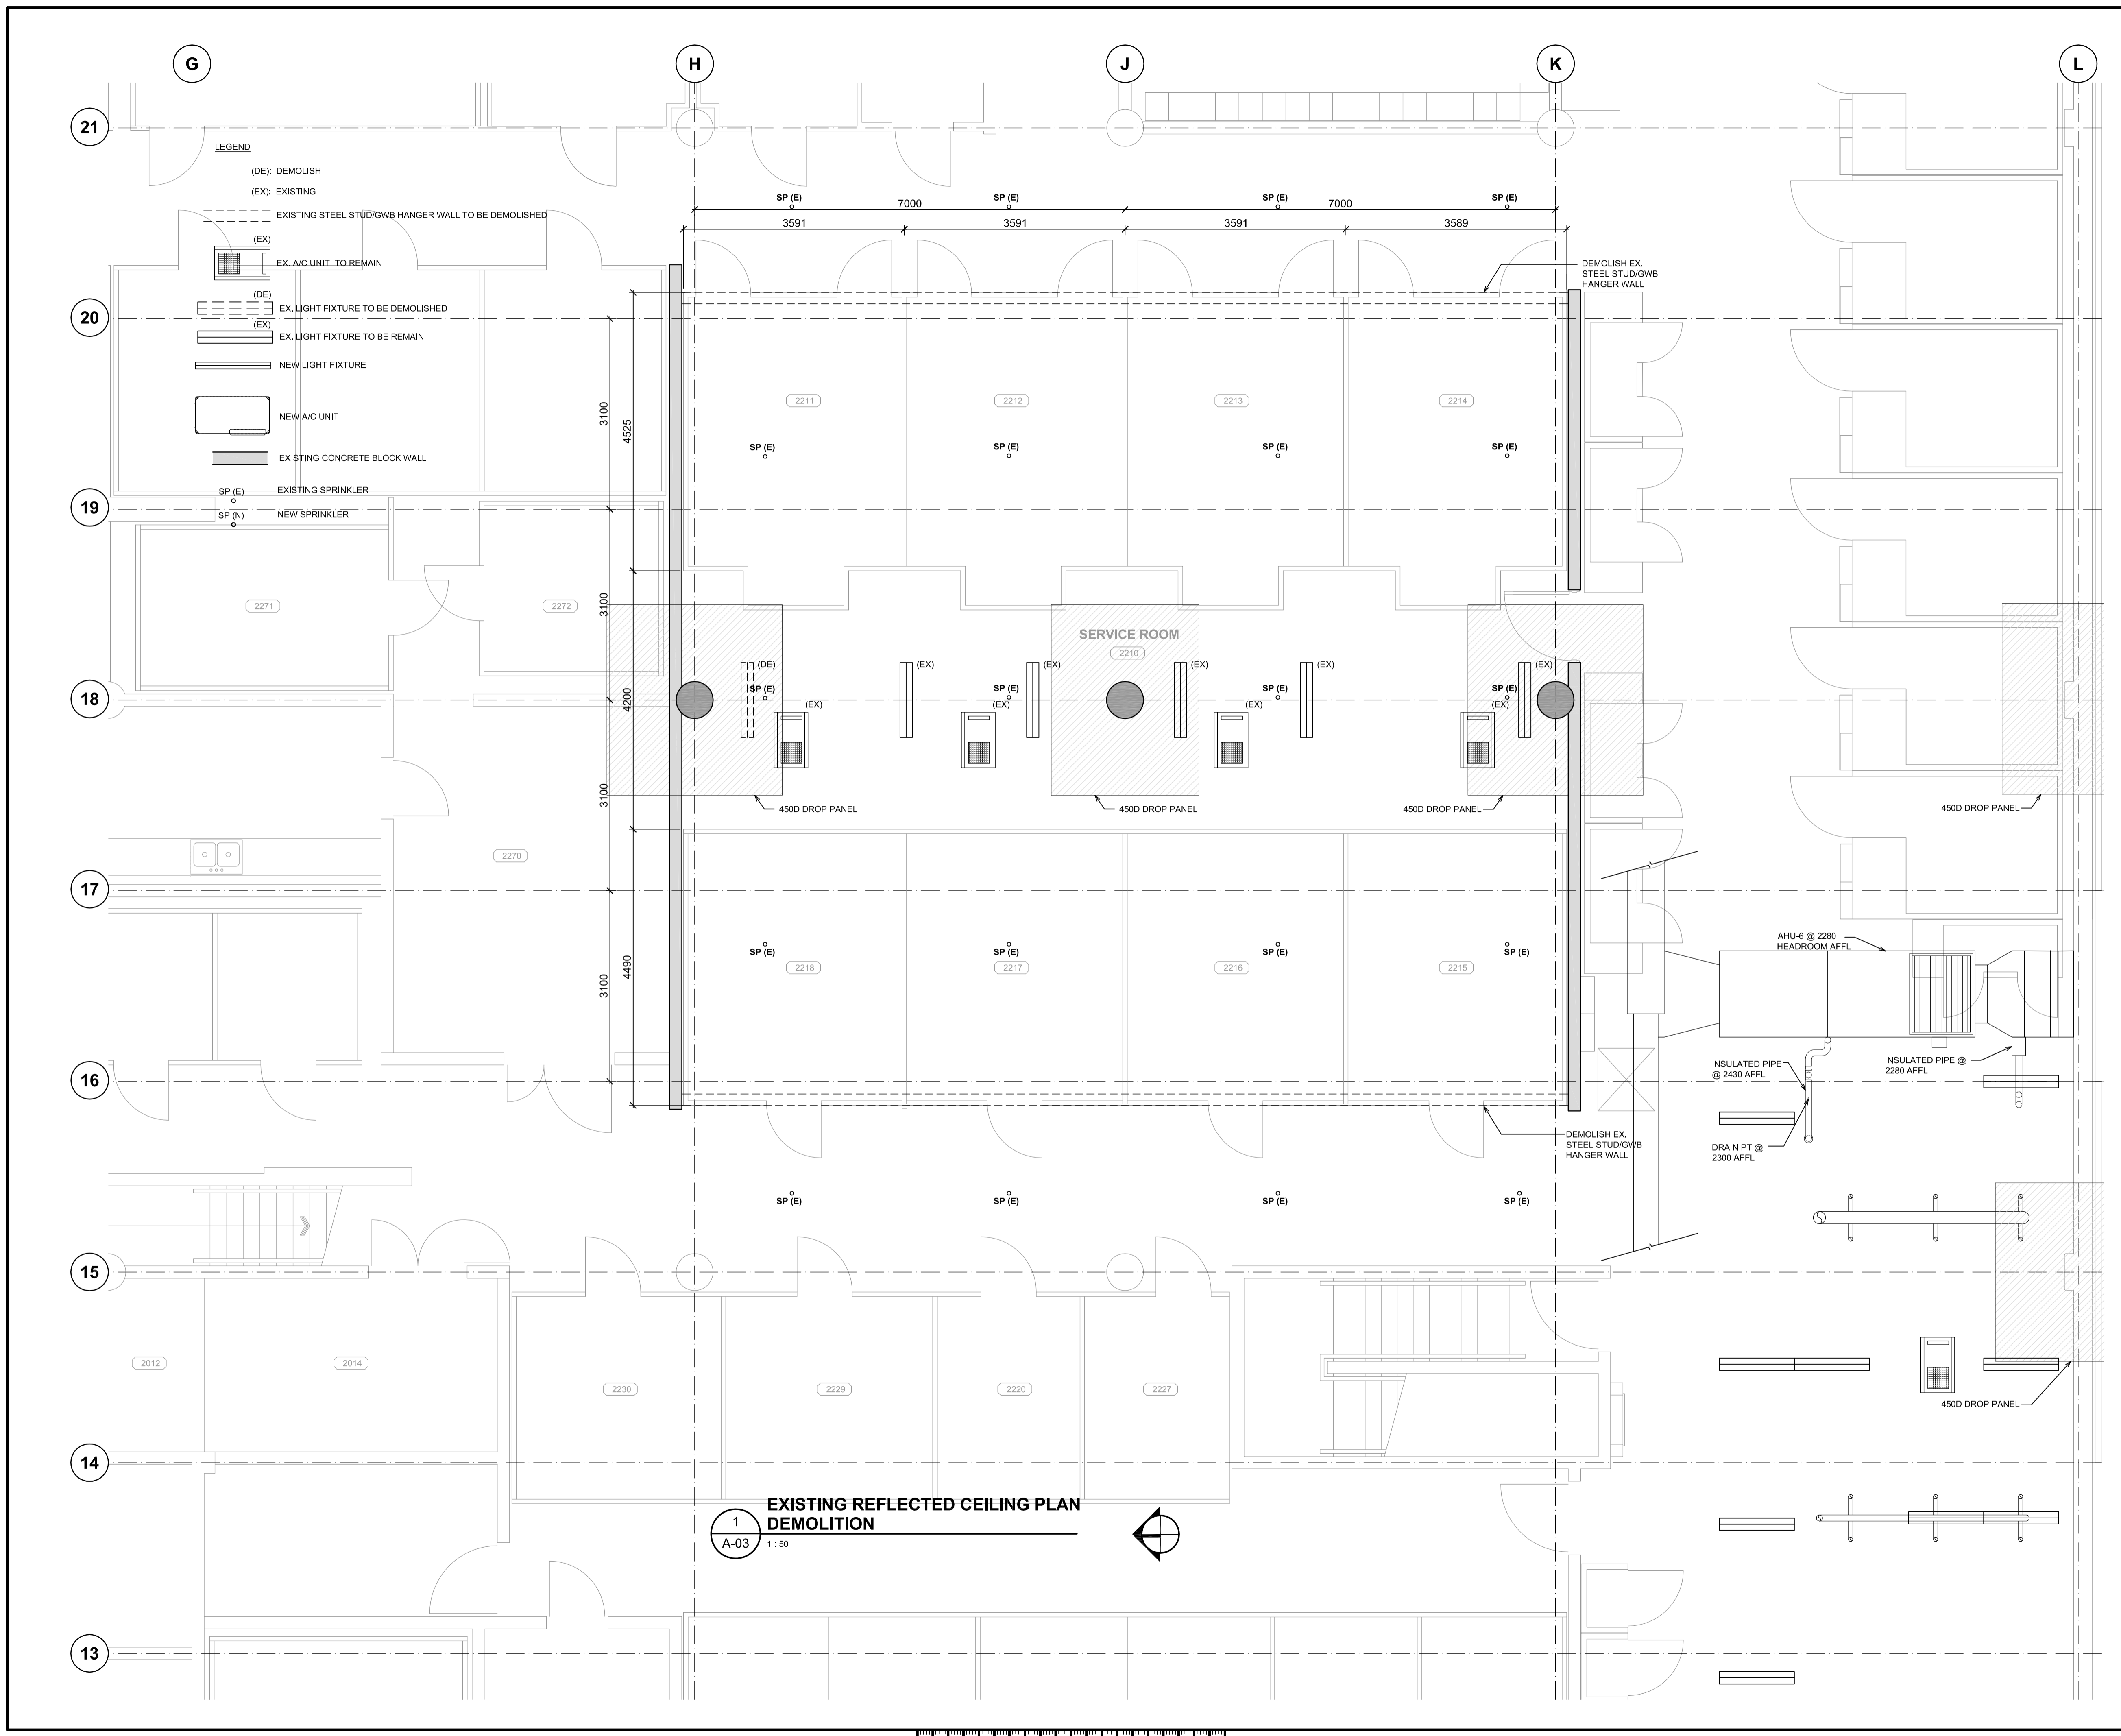 G
H
J
K
L
21
LEGEND
(DE): DEMOLISH
(EX): EXISTING
EXISTING STEEL STUD/GWB HANGER WALL TO BE DEMOLISHED
(EX)
EX. A/C UNIT TO REMAIN
(DE)
EX. LIGHT FIXTURE TO BE DEMOLISHED
(EX)
EX. LIGHT FIXTURE TO BE REMAIN
NEW LIGHT FIXTURE
NEW A/C UNIT
EXISTING CONCRETE BLOCK WALL
SP (E)
EXISTING SPRINKLER
SP (N)
NEW SPRINKLER
SP (E)
SP (E)
SP (E)
SP (E)
7000
7000
3591
3591
3591
3589
DEMOLISH EX.
STEEL STUD/GWB
HANGER WALL
20
3100
4525
2211
2212
2213
2214
SP (E)
SP (E)
SP (E)
SP (E)
19
2271
2272
3100
SERVICE ROOM
2210
(DE)
(EX)
(EX)
(EX)
(EX)
(EX)
18
4200
SP (E)
SP (E)
SP (E)
SP (E)
(EX)
(EX)
(EX)
(EX)
3100
450D DROP PANEL
450D DROP PANEL
450D DROP PANEL
450D DROP PANEL
2270
17
3100
4490
SP (E)
SP (E)
SP (E)
SP (E)
2218
2217
2216
2215
AHU-6 @ 2280
HEADROOM AFFL
INSULATED PIPE
@ 2430 AFFL
INSULATED PIPE @
2280 AFFL
16
DEMOLISH EX.
STEEL STUD/GWB
HANGER WALL
DRAIN PT @
2300 AFFL
SP (E)
SP (E)
SP (E)
SP (E)
15
2012
2014
2230
2229
2220
2227
450D DROP PANEL
14
1
A-03
EXISTING REFLECTED CEILING PLAN
DEMOLITION
1 : 50
13